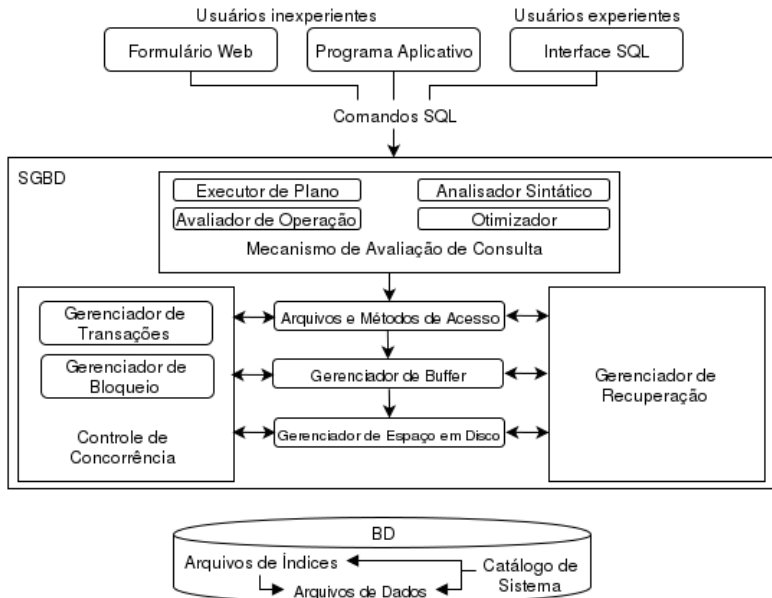 Usuários inexperientes
Usuários experientes
Formulário Web
Programa Aplicativo
Interface SQL
Comandos SQL
SGBD
Executor de Plano
Analisador Sintático
Avaliador de Operação
Otimizador
Mecanismo de Avaliação de Consulta
Gerenciador de
Transações
Gerenciador de
Bloqueio
Controle de
Concorrência
Arquivos e Métodos de Acesso
Gerenciador de Buffer
Gerenciador de Espaço em Disco
Gerenciador de
Recuperação
BD
Arquivos de Índices
Catálogo de
Sistema
Arquivos de Dados